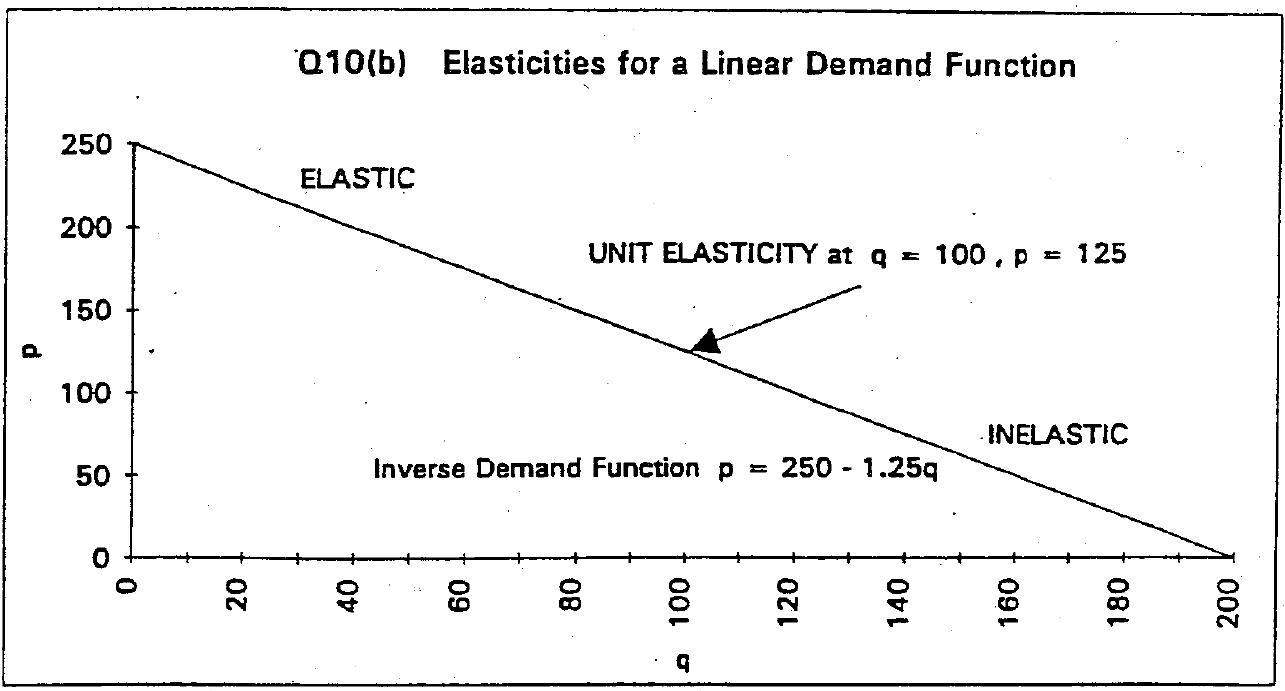 Q10(b) Elasticities for a Linear Demand Function
250
ELASTIC
200
UNIT ELASTICITY at q = 100 , p = 125
150
p
100
INELASTIC
Inverse Demand Function p = 250 - 1.25q
50
0
0 20 40 60 80 100 120 140 160 180 200
q